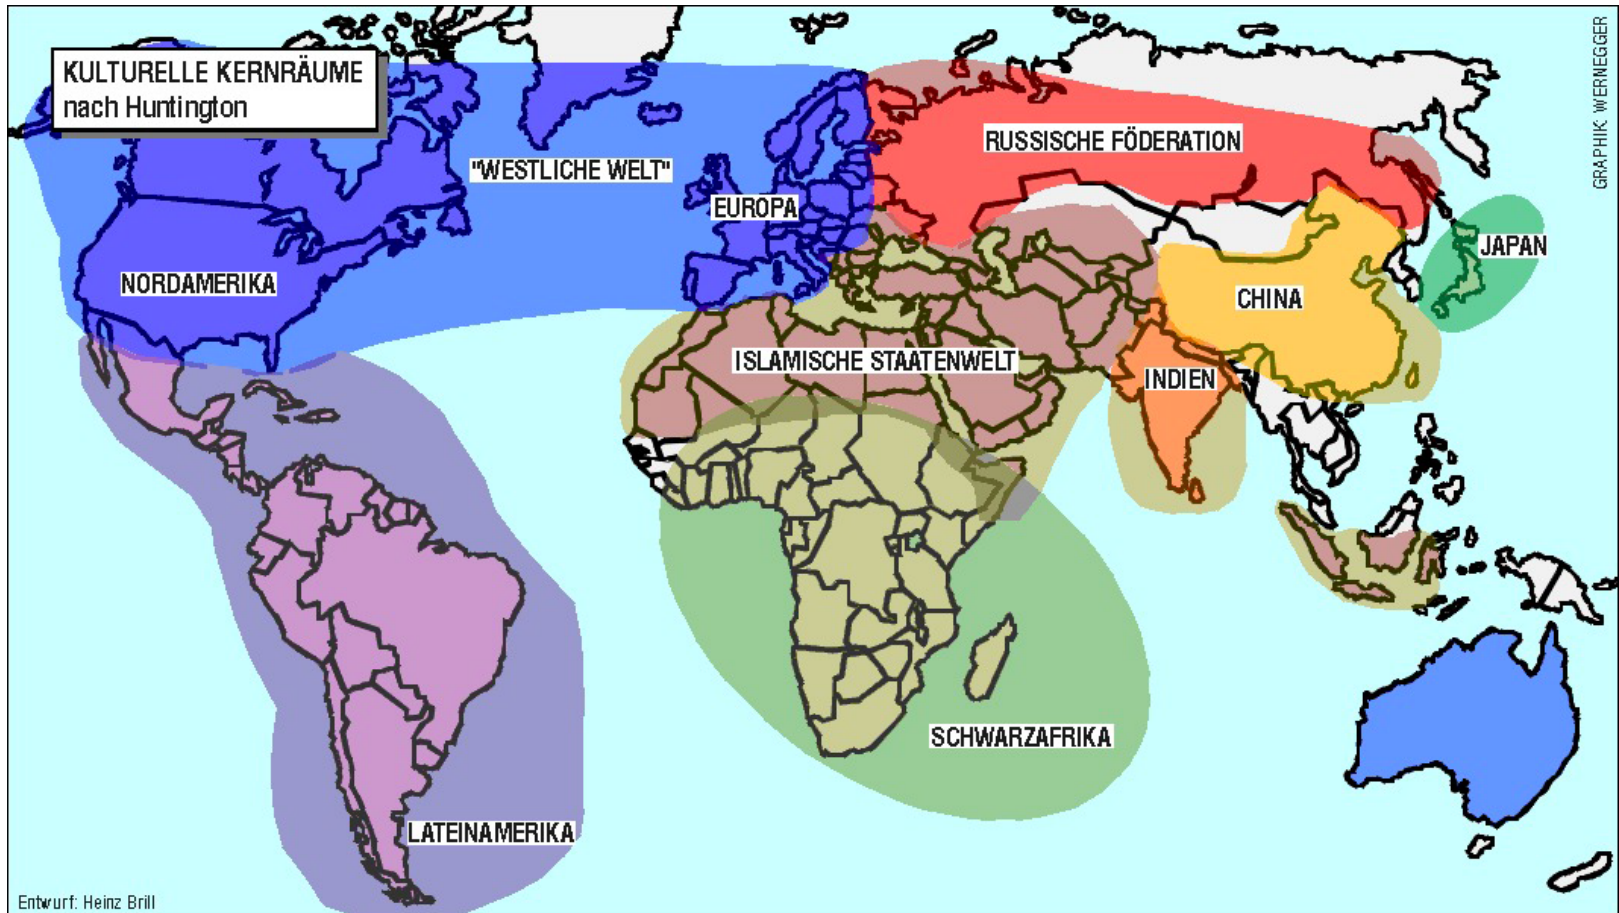 KULTURELLE KERNRÄUME
nach Huntington
GRAPHIK: WERNEGGER
RUSSISCHE FÖDERATION
"WESTLICHE WELT"
EUROPA
JAPAN
NORDAMERIKA
CHINA
ISLAMISCHE STAATENWELT
INDIEN
SCHWARZAFRIKA
LATEINAMERIKA
Entwurf: Heinz Brill